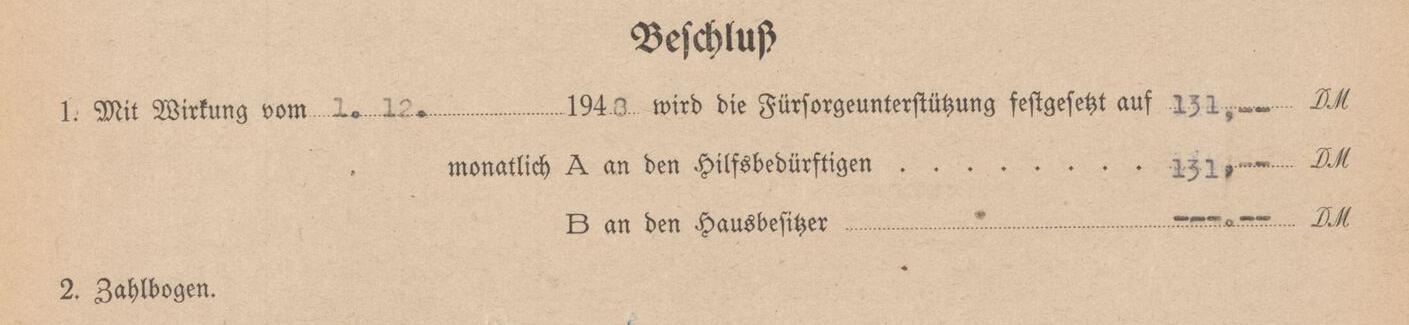 Beschluß
1. Mit Wirkung vom 1. 12. 1948 wird die Fürsorgeunterstützung festgesetzt auf 131,-- DM
monatlich A an den Hilfsbedürftigen . . . . . . . . 131,-- DM
B an den Hausbesitzer ---.-- DM
2. Zahlbogen.